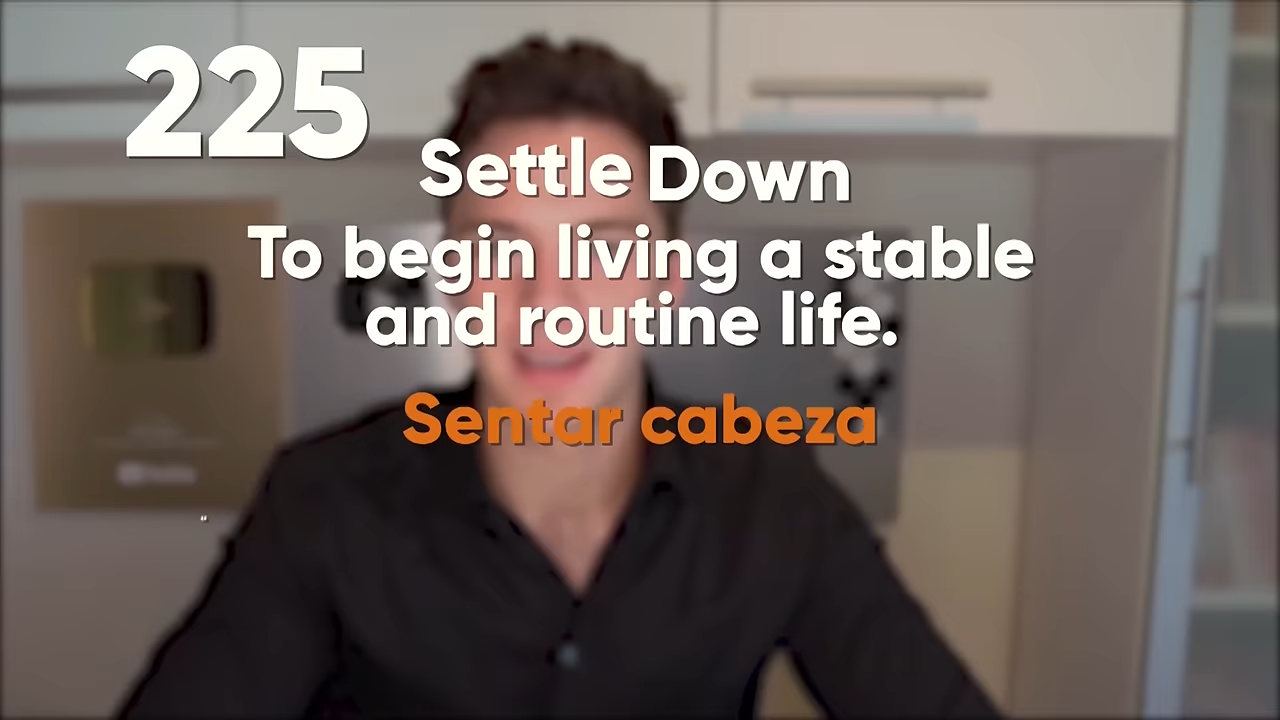 225
Settle Down
To begin living a stable
and routine life.
Sentar cabeza